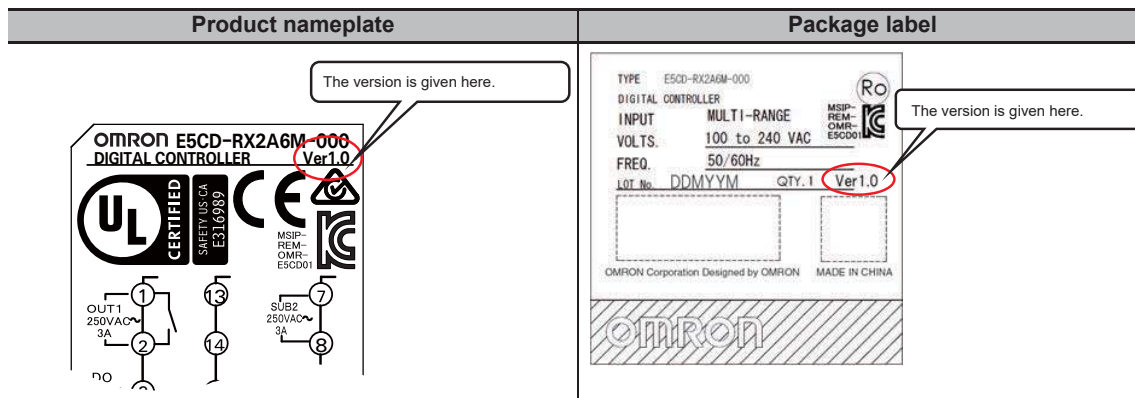 Product nameplate
Package label
The version is given here.
OMRON E5CD-RX2A6M-000
DIGITAL CONTROLLER Ver1.0
UL
CERTIFIED
SAFETY US-CA
E316989
CE
MSIP-
REM-
OMR-
E5CD01
OUT1
250VAC~
3A
1
2
13
14
SUB2
250VAC~
3A
7
8
DO
TYPE E5CD-RX2A6M-000
DIGITAL CONTROLLER
INPUT MULTI-RANGE
VOLTS. 100 to 240 VAC
FREQ. 50/60Hz
LOT No. DDMYYM QTY.1 Ver1.0
Ro
MSIP-
REM-
OMR-
E5CD01
The version is given here.
OMRON Corporation Designed by OMRON MADE IN CHINA
OMRON